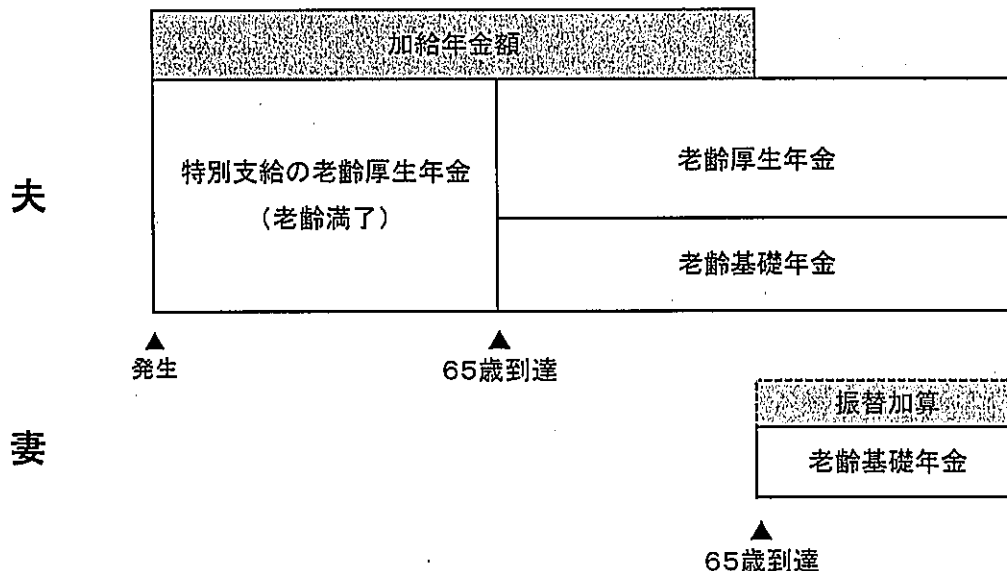 加給年金額
特別支給の老齢厚生年金
(老齢満了)
老齢厚生年金
老齢基礎年金
夫
▲
発生
▲
65歳到達
妻
振替加算
老齢基礎年金
▲
65歳到達